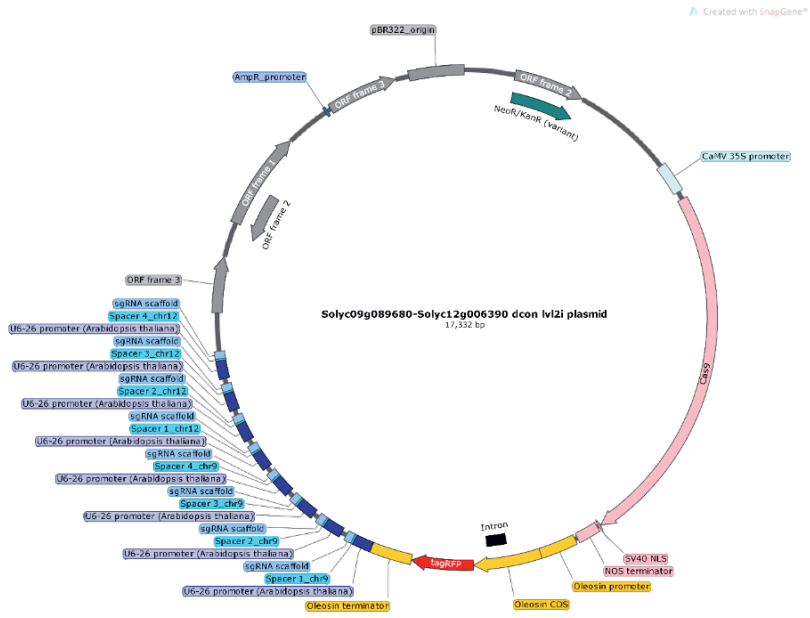 Created with SnapGene®
pBR322_origin
AmpR_promoter
ORF frame 3
ORF frame 2
NeoR/KanR (variant)
CaMV 35S promoter
ORF frame 1
ORF frame 2
ORF frame 3
sgRNA scaffold
Spacer 4_chr12
U6-26 promoter (Arabidopsis thaliana)
sgRNA scaffold
Spacer 3_chr12
U6-26 promoter (Arabidopsis thaliana)
sgRNA scaffold
Spacer 2_chr12
U6-26 promoter (Arabidopsis thaliana)
sgRNA scaffold
Spacer 1_chr12
U6-26 promoter (Arabidopsis thaliana)
sgRNA scaffold
Spacer 4_chr9
U6-26 promoter (Arabidopsis thaliana)
sgRNA scaffold
Spacer 3_chr9
U6-26 promoter (Arabidopsis thaliana)
sgRNA scaffold
Spacer 2_chr9
U6-26 promoter (Arabidopsis thaliana)
sgRNA scaffold
Spacer 1_chr9
U6-26 promoter (Arabidopsis thaliana)
Solyc09g089680-Solyc12g006390 dcon lvl2i plasmid
17,332 bp
Cas9
Intron
tagRFP
SV40 NLS
NOS terminator
Oleosin promoter
Oleosin CDS
Oleosin terminator